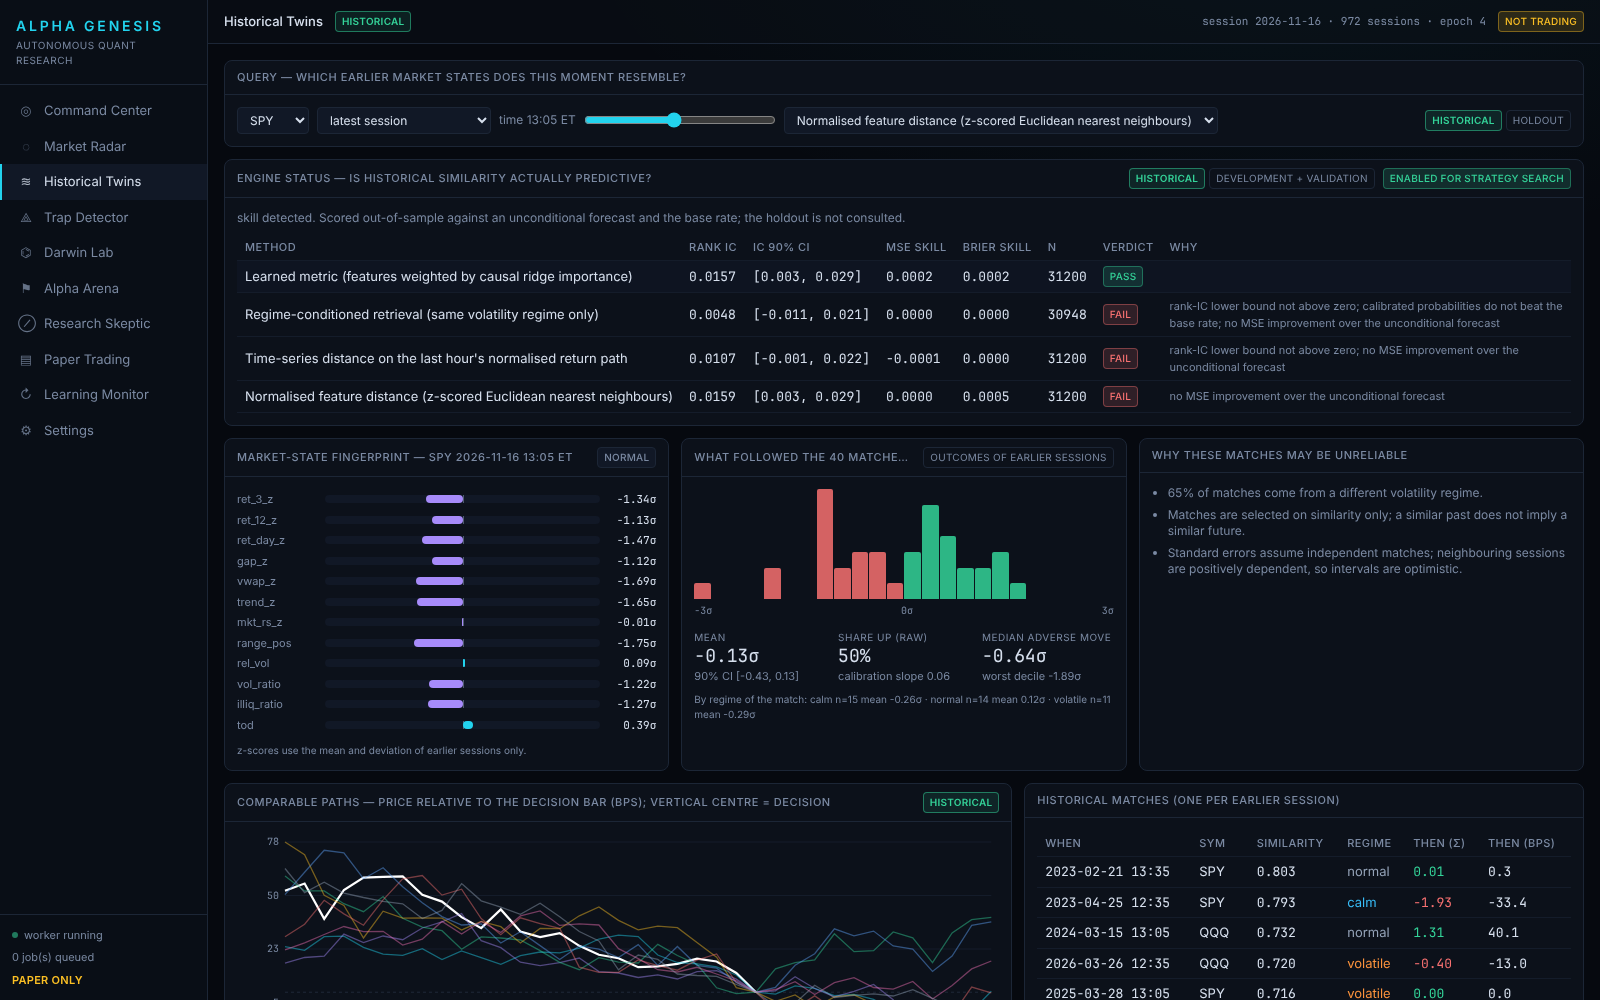 ALPHA GENESIS
AUTONOMOUS QUANT
RESEARCH
Command Center
Market Radar
Historical Twins
Trap Detector
Darwin Lab
Alpha Arena
Research Skeptic
Paper Trading
Learning Monitor
Settings
worker running
0 job(s) queued
PAPER ONLY
Historical Twins HISTORICAL session 2026-11-16 · 972 sessions · epoch 4 NOT TRADING
QUERY — WHICH EARLIER MARKET STATES DOES THIS MOMENT RESEMBLE?
SPY latest session time 13:05 ET Normalised feature distance (z-scored Euclidean nearest neighbours) HISTORICAL HOLDOUT
ENGINE STATUS — IS HISTORICAL SIMILARITY ACTUALLY PREDICTIVE? HISTORICAL DEVELOPMENT + VALIDATION ENABLED FOR STRATEGY SEARCH
skill detected. Scored out-of-sample against an unconditional forecast and the base rate; the holdout is not consulted.
METHOD RANK IC IC 90% CI MSE SKILL BRIER SKILL N VERDICT WHY
Learned metric (features weighted by causal ridge importance) 0.0157 [0.003, 0.029] 0.0002 0.0002 31200 PASS
Regime-conditioned retrieval (same volatility regime only) 0.0048 [-0.011, 0.021] 0.0000 0.0000 30948 FAIL rank-IC lower bound not above zero; calibrated probabilities do not beat the
base rate; no MSE improvement over the unconditional forecast
Time-series distance on the last hour's normalised return path 0.0107 [-0.001, 0.022] -0.0001 0.0000 31200 FAIL rank-IC lower bound not above zero; no MSE improvement over the
unconditional forecast
Normalised feature distance (z-scored Euclidean nearest neighbours) 0.0159 [0.003, 0.029] 0.0000 0.0005 31200 FAIL no MSE improvement over the unconditional forecast
MARKET-STATE FINGERPRINT — SPY 2026-11-16 13:05 ET NORMAL
ret_3_z -1.34σ
ret_12_z -1.13σ
ret_day_z -1.47σ
gap_z -1.12σ
vwap_z -1.69σ
trend_z -1.65σ
mkt_rs_z -0.01σ
range_pos -1.75σ
rel_vol 0.09σ
vol_ratio -1.22σ
illiq_ratio -1.27σ
tod 0.39σ
z-scores use the mean and deviation of earlier sessions only.
WHAT FOLLOWED THE 40 MATCHE... OUTCOMES OF EARLIER SESSIONS
-3σ 0σ 3σ
MEAN SHARE UP (RAW) MEDIAN ADVERSE MOVE
-0.13σ 50% -0.64σ
90% CI [-0.43, 0.13] calibration slope 0.06 worst decile -1.89σ
By regime of the match: calm n=15 mean -0.26σ · normal n=14 mean 0.12σ · volatile n=11
mean -0.29σ
WHY THESE MATCHES MAY BE UNRELIABLE
• 65% of matches come from a different volatility regime.
• Matches are selected on similarity only; a similar past does not imply a
similar future.
• Standard errors assume independent matches; neighbouring sessions
are positively dependent, so intervals are optimistic.
COMPARABLE PATHS — PRICE RELATIVE TO THE DECISION BAR (BPS); VERTICAL CENTRE = DECISION HISTORICAL
78
50
23
HISTORICAL MATCHES (ONE PER EARLIER SESSION)
WHEN SYM SIMILARITY REGIME THEN (Σ) THEN (BPS)
2023-02-21 13:35 SPY 0.803 normal 0.01 0.3
2023-04-25 12:35 SPY 0.793 calm -1.93 -33.4
2024-03-15 13:05 QQQ 0.732 normal 1.31 40.1
2026-03-26 12:35 QQQ 0.720 volatile -0.40 -13.0
2025-03-28 13:05 SPY 0.716 volatile 0.00 0.0